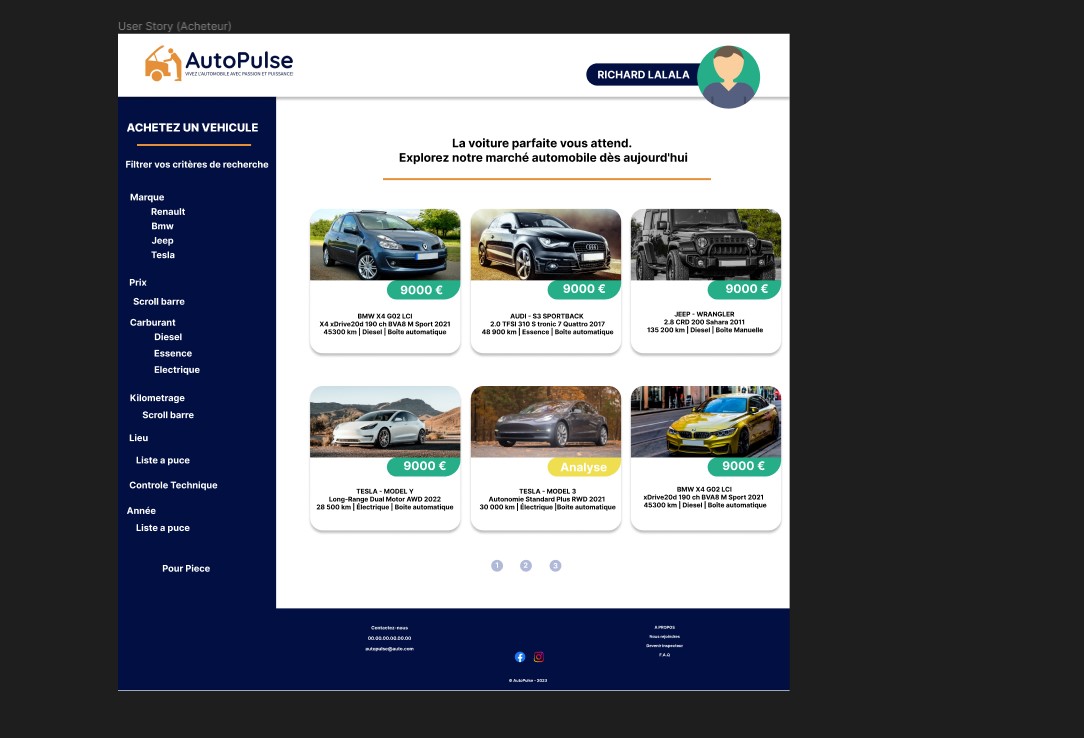 User Story (Acheteur)
AutoPulse
VIVEZ L'AUTOMOBILE AVEC PASSION ET PUISSANCE!
RICHARD LALALA
ACHETEZ UN VEHICULE
Filtrer vos critères de recherche
Marque
Renault
Bmw
Jeep
Tesla
Prix
Scroll barre
Carburant
Diesel
Essence
Electrique
Kilometrage
Scroll barre
Lieu
Liste a puce
Controle Technique
Année
Liste a puce
Pour Piece
La voiture parfaite vous attend.
Explorez notre marché automobile dès aujourd'hui
9000 €
BMW X4 G02 LCI
X4 xDrive20d 190 ch BVA8 M Sport 2021
45300 km | Diesel | Boîte automatique
9000 €
AUDI - S3 SPORTBACK
2.0 TFSI 310 S tronic 7 Quattro 2017
48 900 km | Essence | Boîte automatique
9000 €
JEEP - WRANGLER
2.8 CRD 200 Sahara 2011
135 200 km | Diesel | Boîte Manuelle
9000 €
TESLA - MODEL Y
Long-Range Dual Motor AWD 2022
28 500 km | Électrique | Boîte automatique
Analyse
TESLA - MODEL 3
Autonomie Standard Plus RWD 2021
30 000 km | Électrique |Boîte automatique
9000 €
BMW X4 G02 LCI
xDrive20d 190 ch BVA8 M Sport 2021
45300 km | Diesel | Boîte automatique
1 2 3
Contactez-nous
00.00.00.00.00.00
autopulse@auto.com
A PROPOS
Nous rejoindres
Devenir inspecteur
F.A.Q
© AutoPulse - 2023